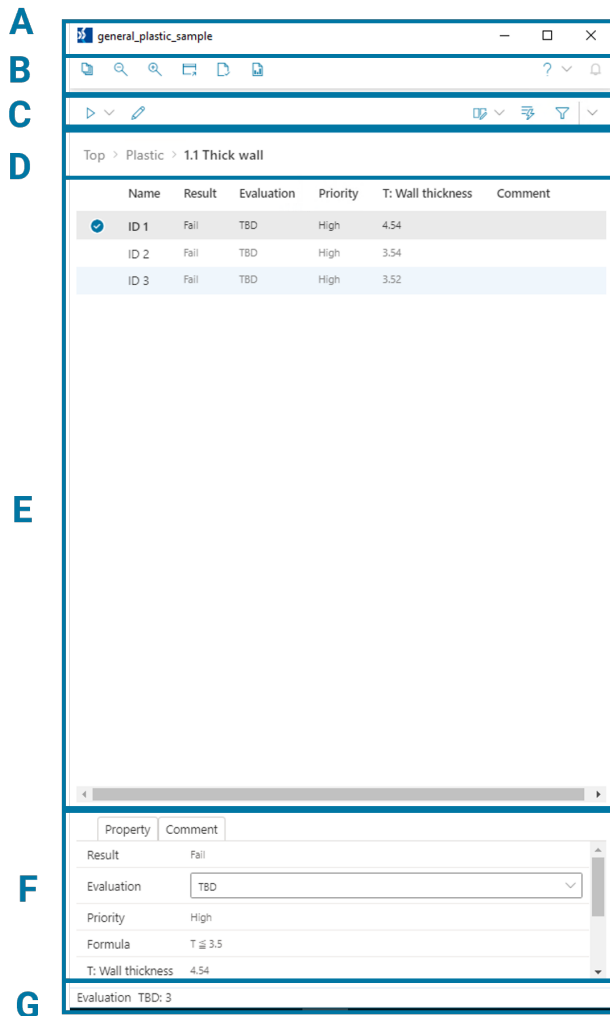 A
general_plastic_sample
B
C
D
Top > Plastic > 1.1 Thick wall
Name Result Evaluation Priority T: Wall thickness Comment
ID 1 Fail TBD High 4.54
ID 2 Fail TBD High 3.54
ID 3 Fail TBD High 3.52
E
Property Comment
Result Fail
F
Evaluation TBD
Priority High
Formula T ≦ 3.5
T: Wall thickness 4.54
G
Evaluation TBD: 3